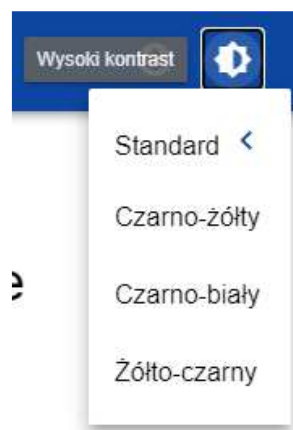 Wysoki kontrast
Standard
Czarno-żółty
e
Czarno-biały
Żółto-czarny